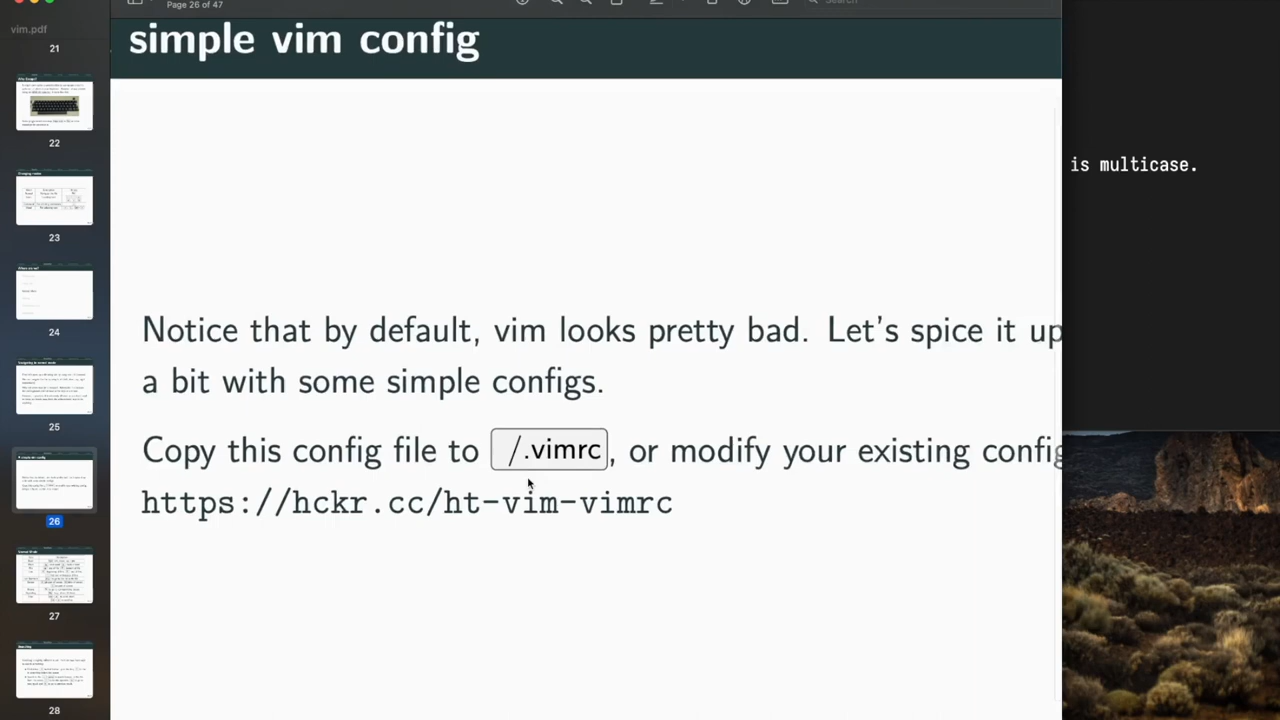 Page 26 of 47
vim.pdf
simple vim config
is multicase.
Notice that by default, vim looks pretty bad. Let's spice it up
a bit with some simple configs.
Copy this config file to /.vimrc, or modify your existing config
https://hckr.cc/ht-vim-vimrc
21
22
23
24
25
26
27
28